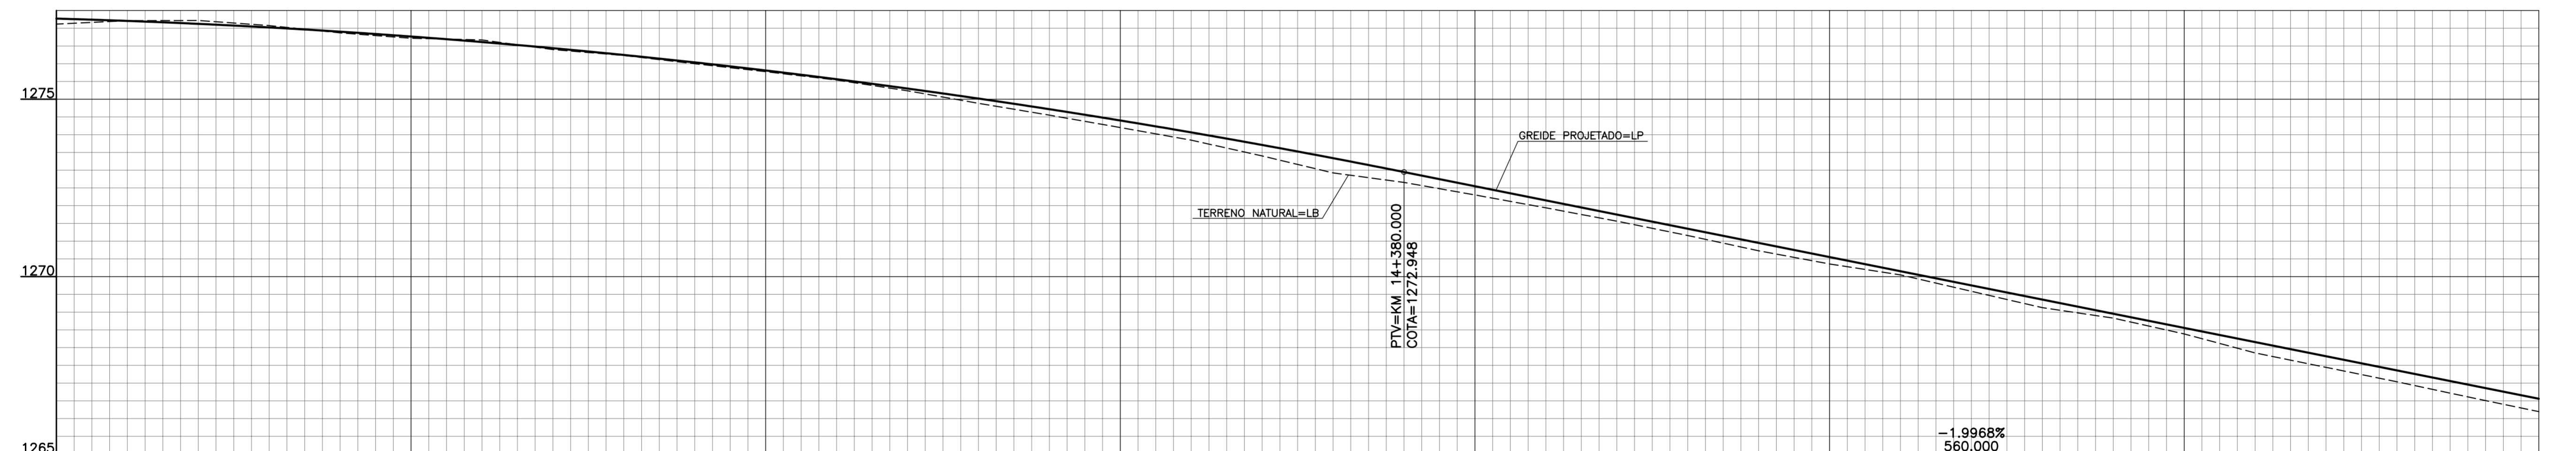 1275
GREIDE PROJETADO=LP
TERRENO NATURAL=LB
PTV=KM 14+380.000
COTA=1272.948
1270
-1.9968%
560.000
1265